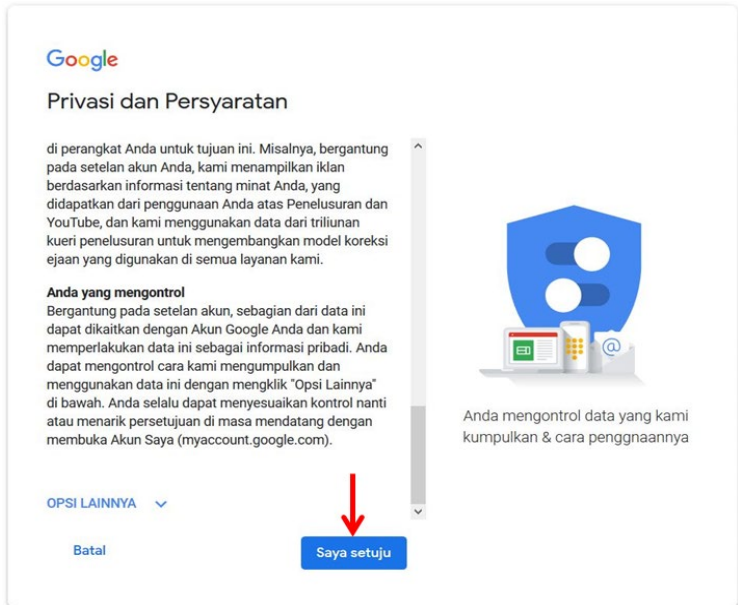 Google
Privasi dan Persyaratan
di perangkat Anda untuk tujuan ini. Misalnya, bergantung
pada setelan akun Anda, kami menampilkan iklan
berdasarkan informasi tentang minat Anda, yang
didapatkan dari penggunaan Anda atas Penelusuran dan
YouTube, dan kami menggunakan data dari triliunan
kueri penelusuran untuk mengembangkan model koreksi
ejaan yang digunakan di semua layanan kami.
Anda yang mengontrol
Bergantung pada setelan akun, sebagian dari data ini
dapat dikaitkan dengan Akun Google Anda dan kami
memperlakukan data ini sebagai informasi pribadi. Anda
dapat mengontrol cara kami mengumpulkan dan
menggunakan data ini dengan mengklik "Opsi Lainnya"
di bawah. Anda selalu dapat menyesuaikan kontrol nanti
atau menarik persetujuan di masa mendatang dengan
membuka Akun Saya (myaccount.google.com).
OPSI LAINNYA
Batal
Saya setuju
@
Anda mengontrol data yang kami
kumpulkan & cara penggnaannya